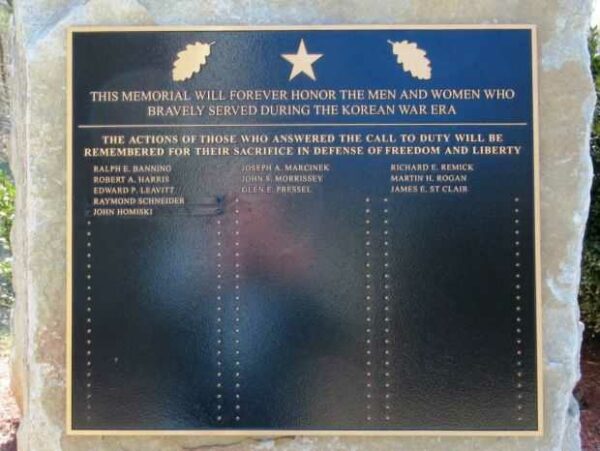 THIS MEMORIAL WILL FOREVER HONOR THE MEN AND WOMEN WHO
BRAVELY SERVED DURING THE KOREAN WAR ERA
THE ACTIONS OF THOSE WHO ANSWERED THE CALL TO DUTY WILL BE
REMEMBERED FOR THEIR SACRIFICE IN DEFENSE OF FREEDOM AND LIBERTY
RALPH E. BANNING
ROBERT A. HARRIS
EDWARD P. LEAVITT
RAYMOND SCHNEIDER
JOHN HOMISKI
JOSEPH A. MARCINEK
JOHN S. MORRISSEY
GLEN E. PRESSEL
RICHARD E. REMICK
MARTIN H. ROGAN
JAMES E. ST CLAIR